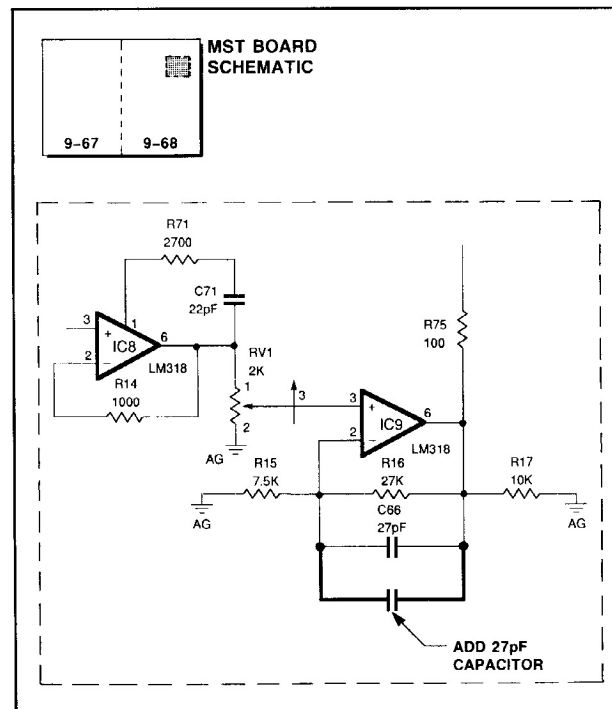 MST BOARD
SCHEMATIC
9-67 9-68
R71
2700
C71
22pF
3
+
1
IC8
6
2
−
LM318
R14
1000
RV1
2K
1
2
AG
3
3
+
IC9
6
2
−
LM318
R75
100
R15
7.5K
AG
R16
27K
C66
27pF
R17
10K
AG
ADD 27pF
CAPACITOR